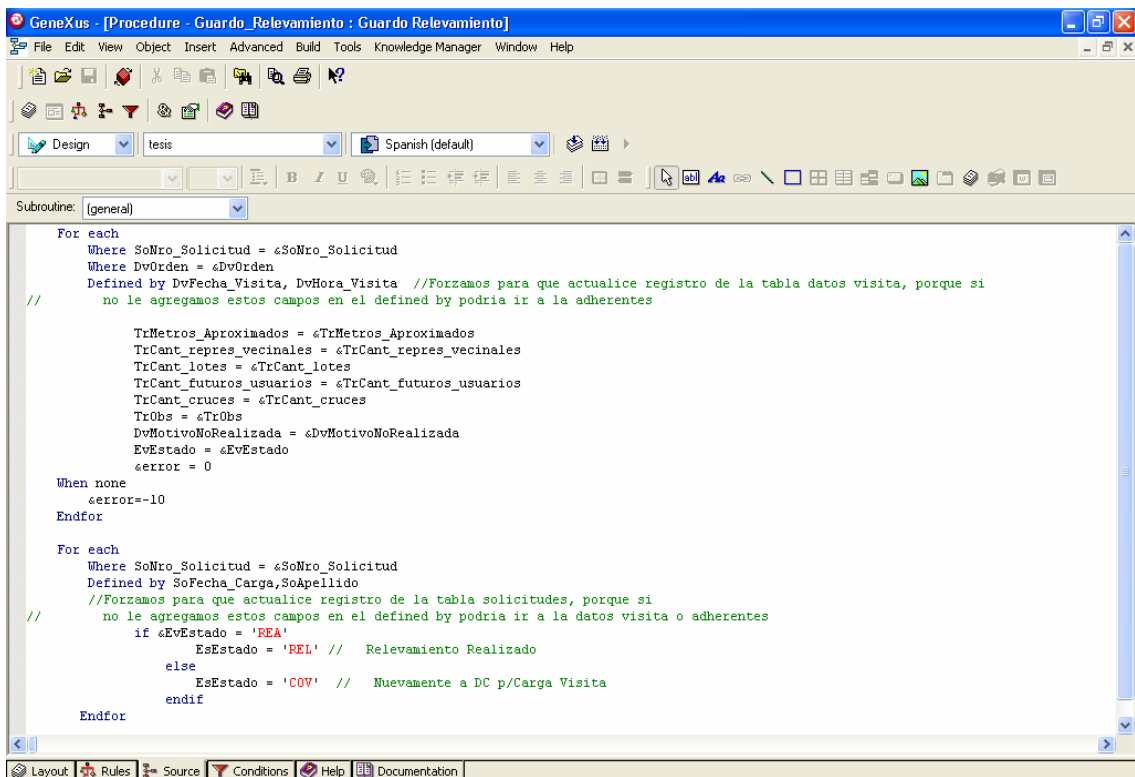 GeneXus - [Procedure - Guardo_Relevamiento : Guardo Relevamiento]
File Edit View Object Insert Advanced Build Tools Knowledge Manager Window Help
Design tesis Spanish (default)
B I U
Subroutine: (general)
For each
Where SoNro_Solicitud = &SoNro_Solicitud
Where DvOrden = &DvOrden
Defined by DvFecha_Visita, DvHora_Visita //Forzamos para que actualice registro de la tabla datos visita, porque si
// no le agregamos estos campos en el defined by podria ir a la adherentes
TrMetros_Aproximados = &TrMetros_Aproximados
TrCant_repres_vecinales = &TrCant_repres_vecinales
TrCant_lotes = &TrCant_lotes
TrCant_futuros_usuarios = &TrCant_futuros_usuarios
TrCant_cruces = &TrCant_cruces
TrObs = &TrObs
DvMotivoNoRealizada = &DvMotivoNoRealizada
EvEstado = &EvEstado
&error = 0
When none
&error=-10
Endfor
For each
Where SoNro_Solicitud = &SoNro_Solicitud
Defined by SoFecha_Carga,SoApellido
//Forzamos para que actualice registro de la tabla solicitudes, porque si
// no le agregamos estos campos en el defined by podria ir a la datos visita o adherentes
if &EvEstado = 'REA'
EsEstado = 'REL' // Relevamiento Realizado
else
EsEstado = 'COV' // Nuevamente a DC p/Carga Visita
endif
Endfor
Layout Rules Source Conditions Help Documentation